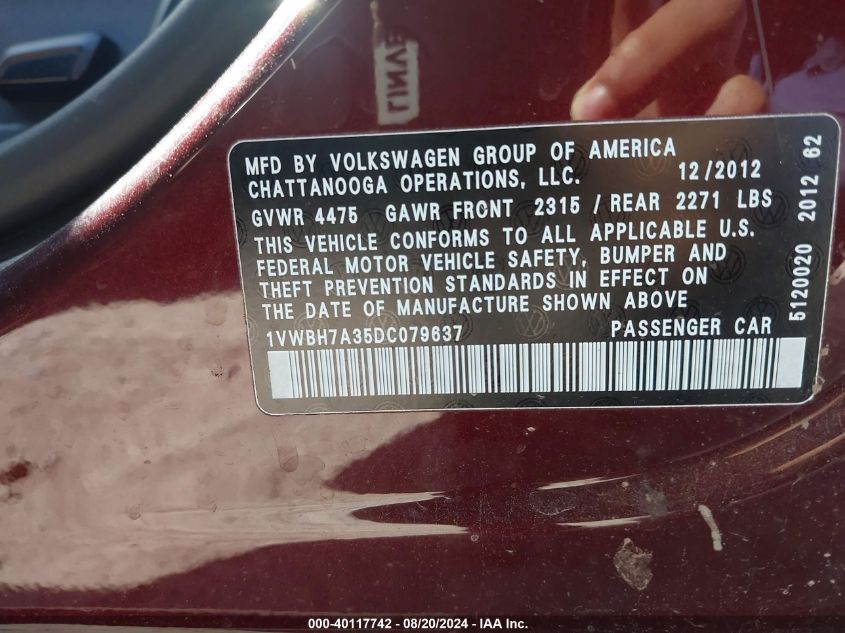 MFD BY VOLKSWAGEN GROUP OF AMERICA
CHATTANOOGA OPERATIONS, LLC. 12/2012
GVWR 4475 GAWR FRONT 2315 / REAR 2271 LBS
THIS VEHICLE CONFORMS TO ALL APPLICABLE U.S.
FEDERAL MOTOR VEHICLE SAFETY, BUMPER AND
THEFT PREVENTION STANDARDS IN EFFECT ON
THE DATE OF MANUFACTURE SHOWN ABOVE
1VWBH7A35DC079637 PASSENGER CAR
5120020 2012 62
000-40117742 - 08/20/2024 - IAA Inc.